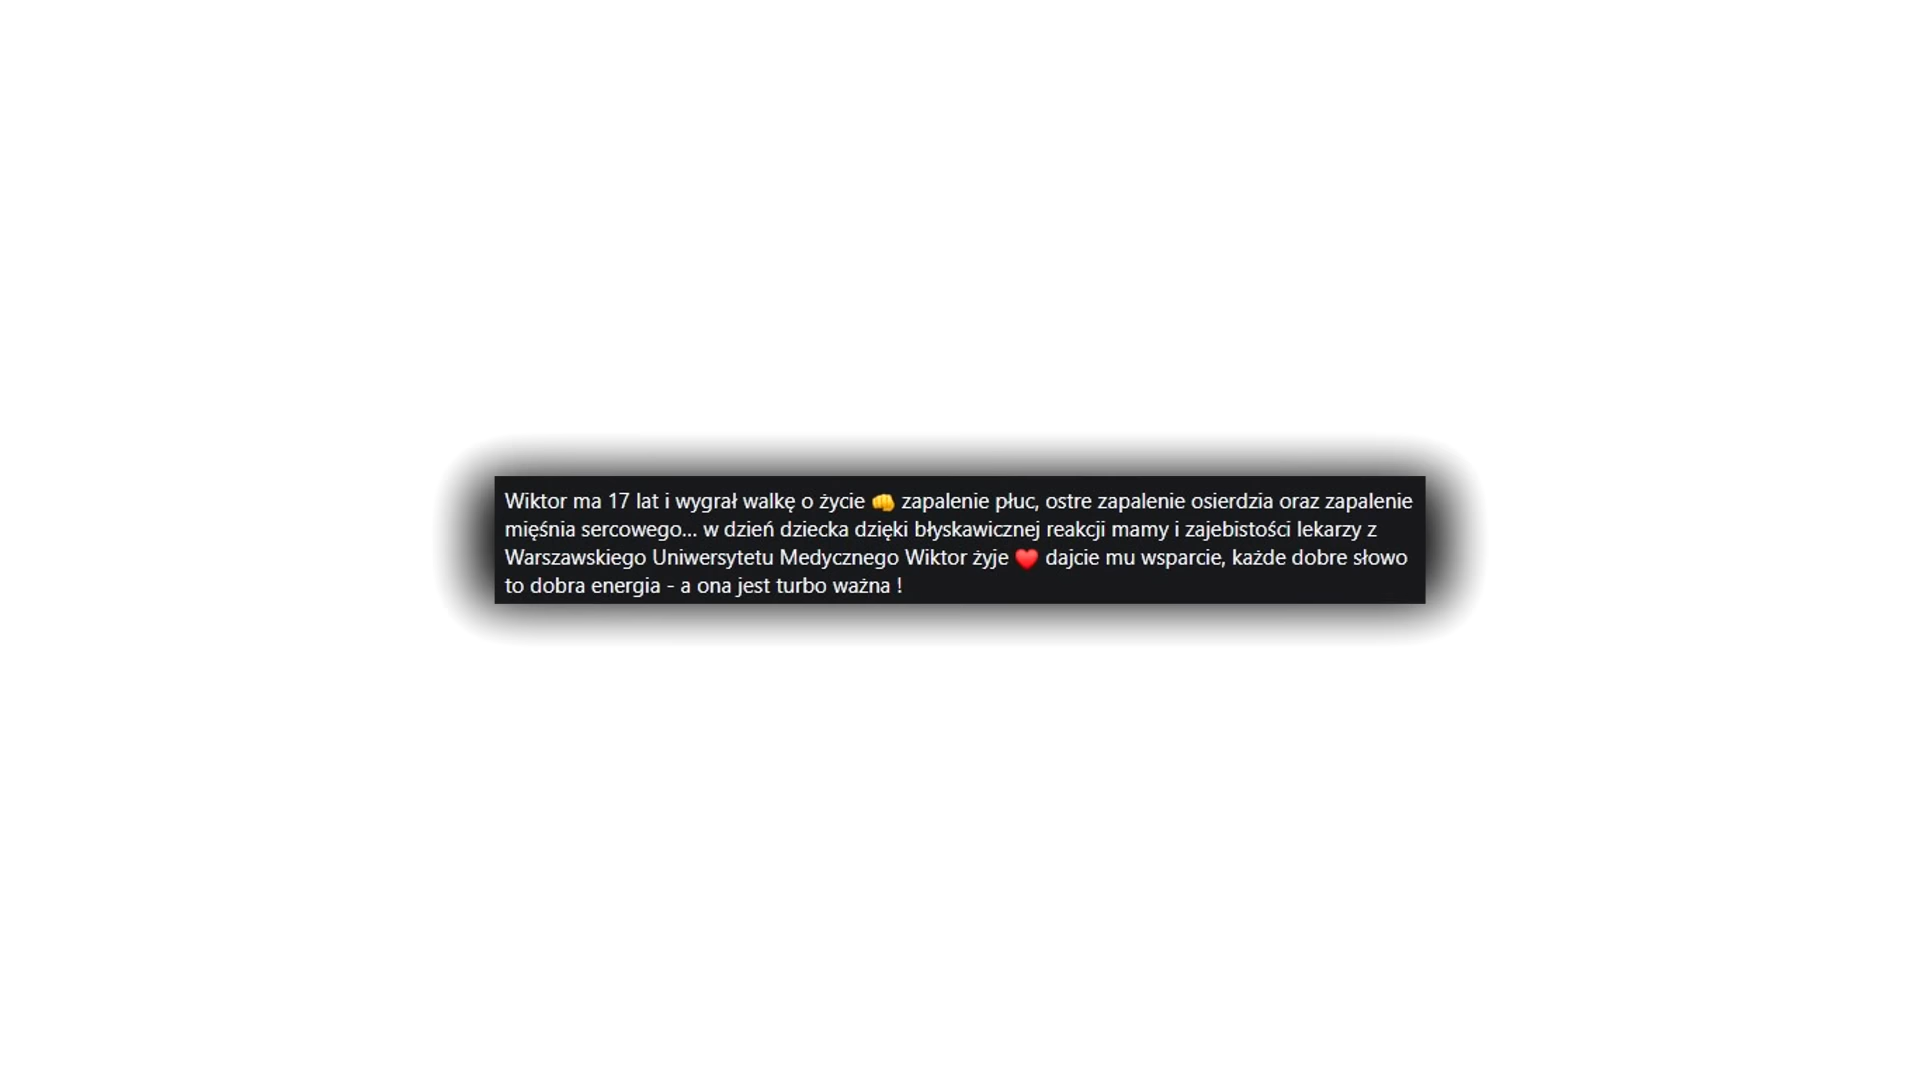 Wiktor ma 17 lat i wygrał walkę o życie 👊 zapalenie płuc, ostre zapalenie osierdzia oraz zapalenie
mięśnia sercowego... w dzień dziecka dzięki błyskawicznej reakcji mamy i zajebistości lekarzy z
Warszawskiego Uniwersytetu Medycznego Wiktor żyje ❤️ dajcie mu wsparcie, każde dobre słowo
to dobra energia - a ona jest turbo ważna !